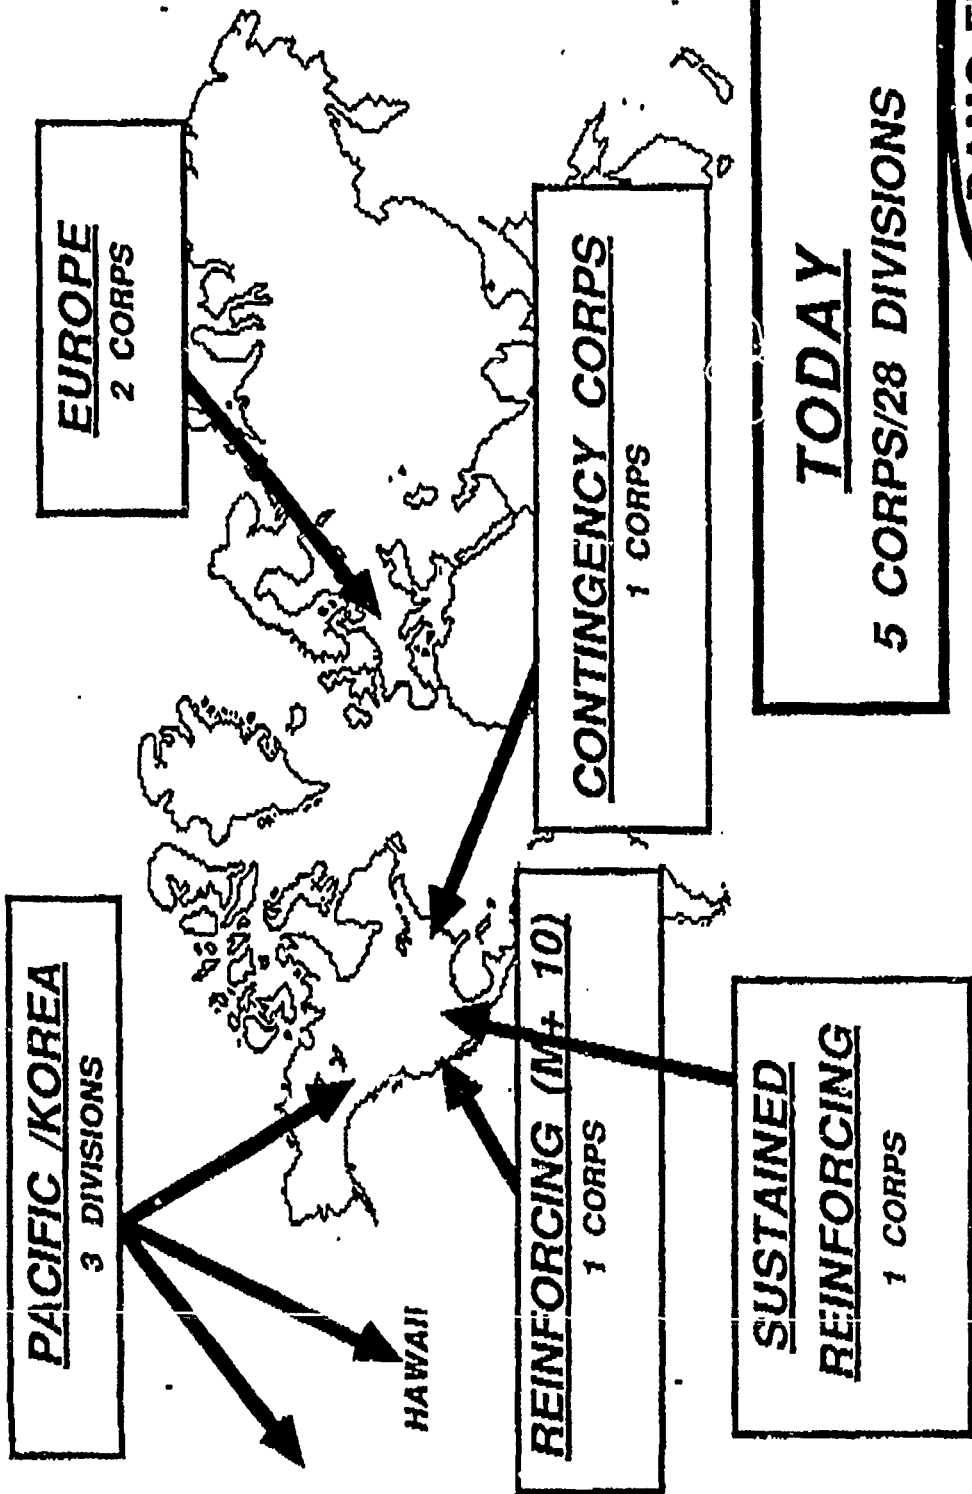 PACIFIC /KOREA
3 DIVISIONS
EUROPE
2 CORPS
HAWAII
REINFORCING (M+ 10)
1 CORPS
CONTINGENCY CORPS
1 CORPS
SUSTAINED
REINFORCING
1 CORPS
TODAY
5 CORPS/28 DIVISIONS